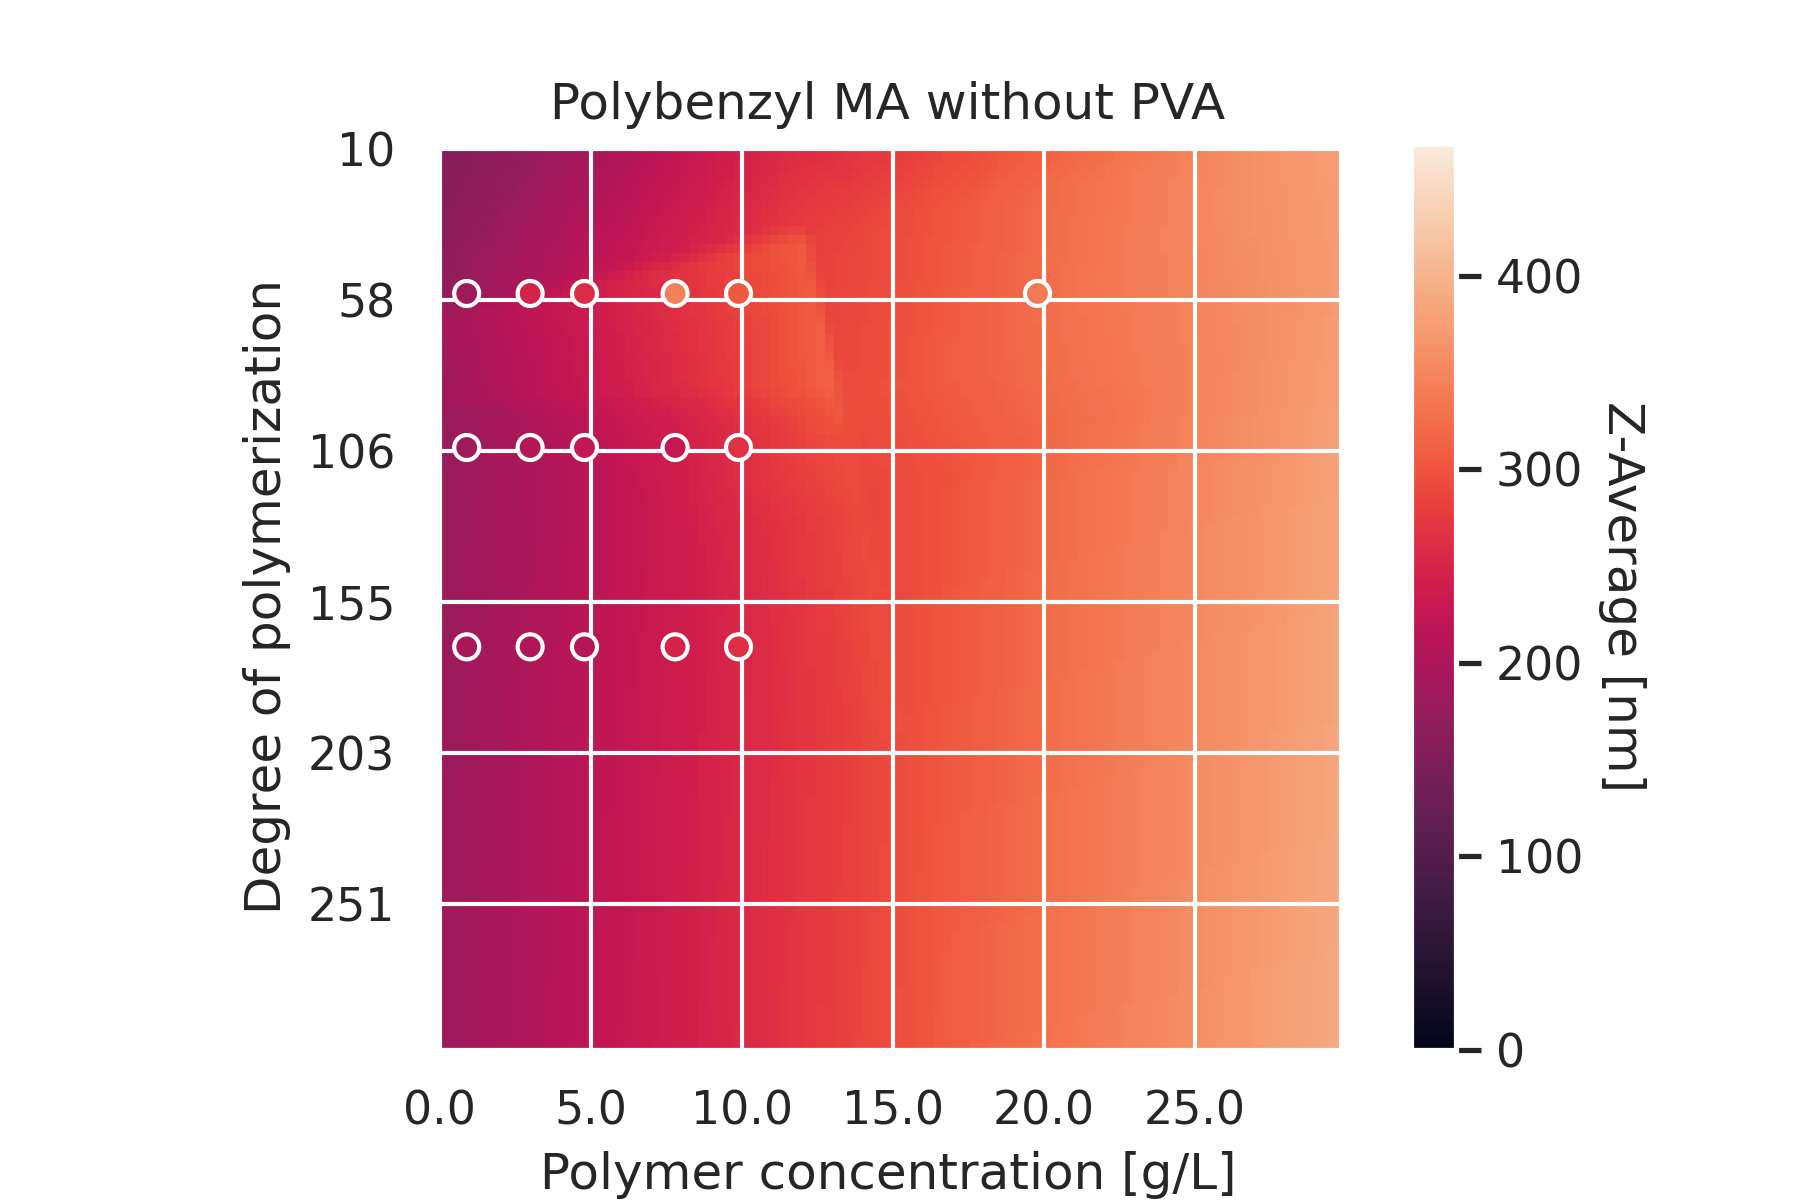 Polybenzyl MA without PVA
10
58
106
155
203
251
Degree of polymerization
0.0 5.0 10.0 15.0 20.0 25.0
Polymer concentration [g/L]
400
300
200
100
0
Z-Average [nm]